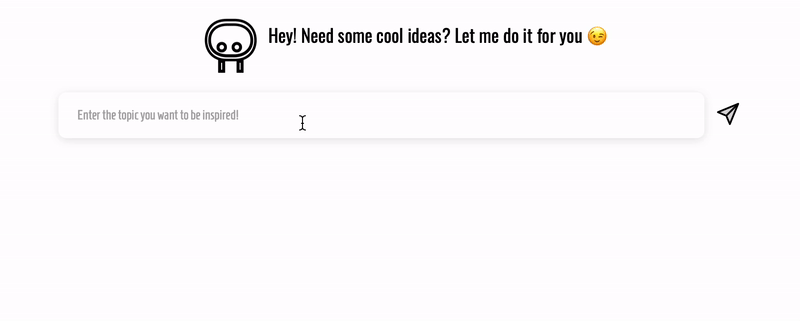 Hey! Need some cool ideas? Let me do it for you 😉
Enter the topic you want to be inspired!